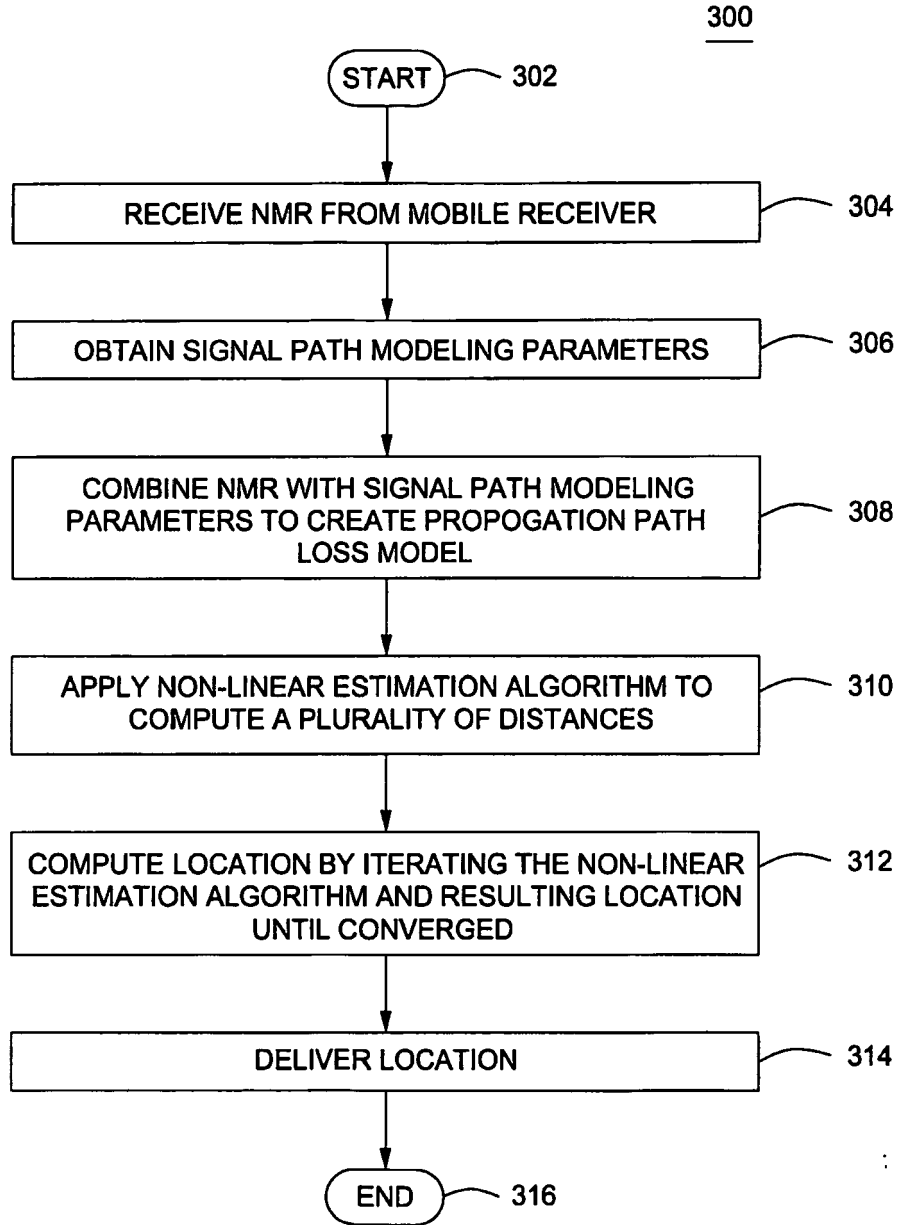 300
START 302
RECEIVE NMR FROM MOBILE RECEIVER 304
OBTAIN SIGNAL PATH MODELING PARAMETERS 306
COMBINE NMR WITH SIGNAL PATH MODELING
PARAMETERS TO CREATE PROPOGATION PATH 308
LOSS MODEL
APPLY NON-LINEAR ESTIMATION ALGORITHM TO 310
COMPUTE A PLURALITY OF DISTANCES
COMPUTE LOCATION BY ITERATING THE NON-LINEAR 312
ESTIMATION ALGORITHM AND RESULTING LOCATION
UNTIL CONVERGED
DELIVER LOCATION 314
END 316